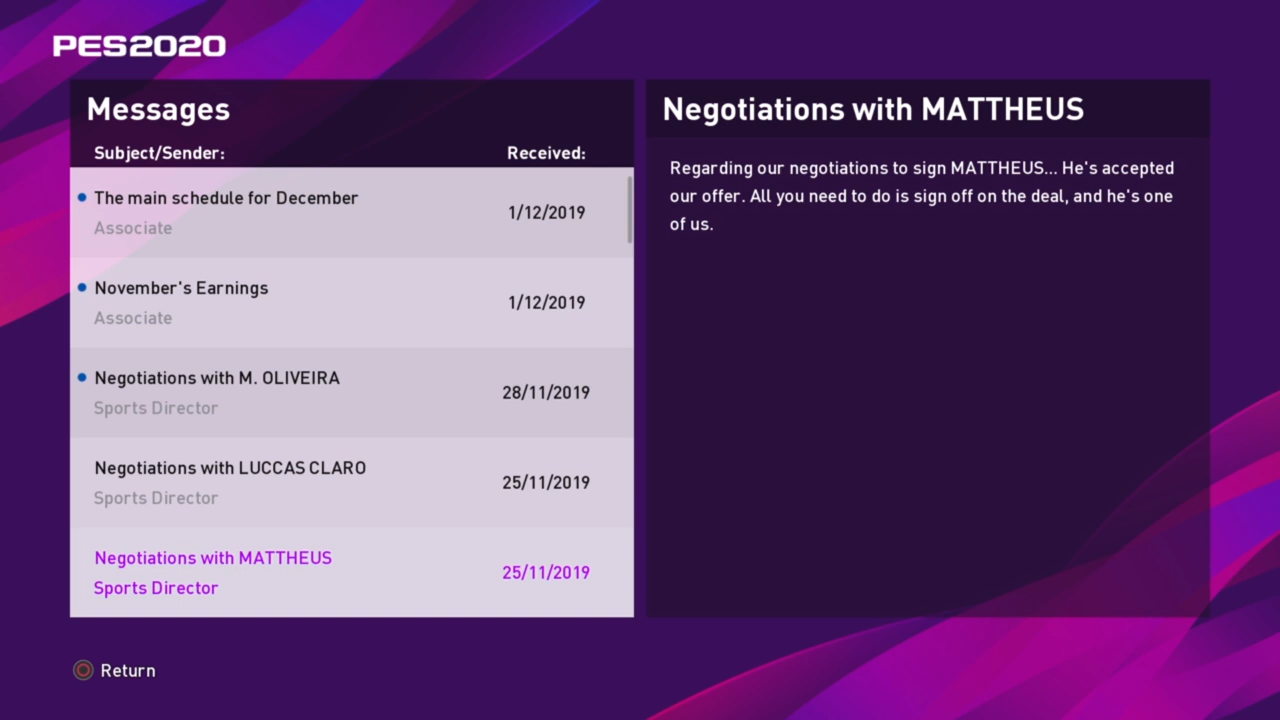 PES2020
Messages
Subject/Sender: Received:
The main schedule for December
Associate
1/12/2019
November's Earnings
Associate
1/12/2019
Negotiations with M. OLIVEIRA
Sports Director
28/11/2019
Negotiations with LUCCAS CLARO
Sports Director
25/11/2019
Negotiations with MATTHEUS
Sports Director
25/11/2019
Negotiations with MATTHEUS
Regarding our negotiations to sign MATTHEUS... He's accepted
our offer. All you need to do is sign off on the deal, and he's one
of us.
Return